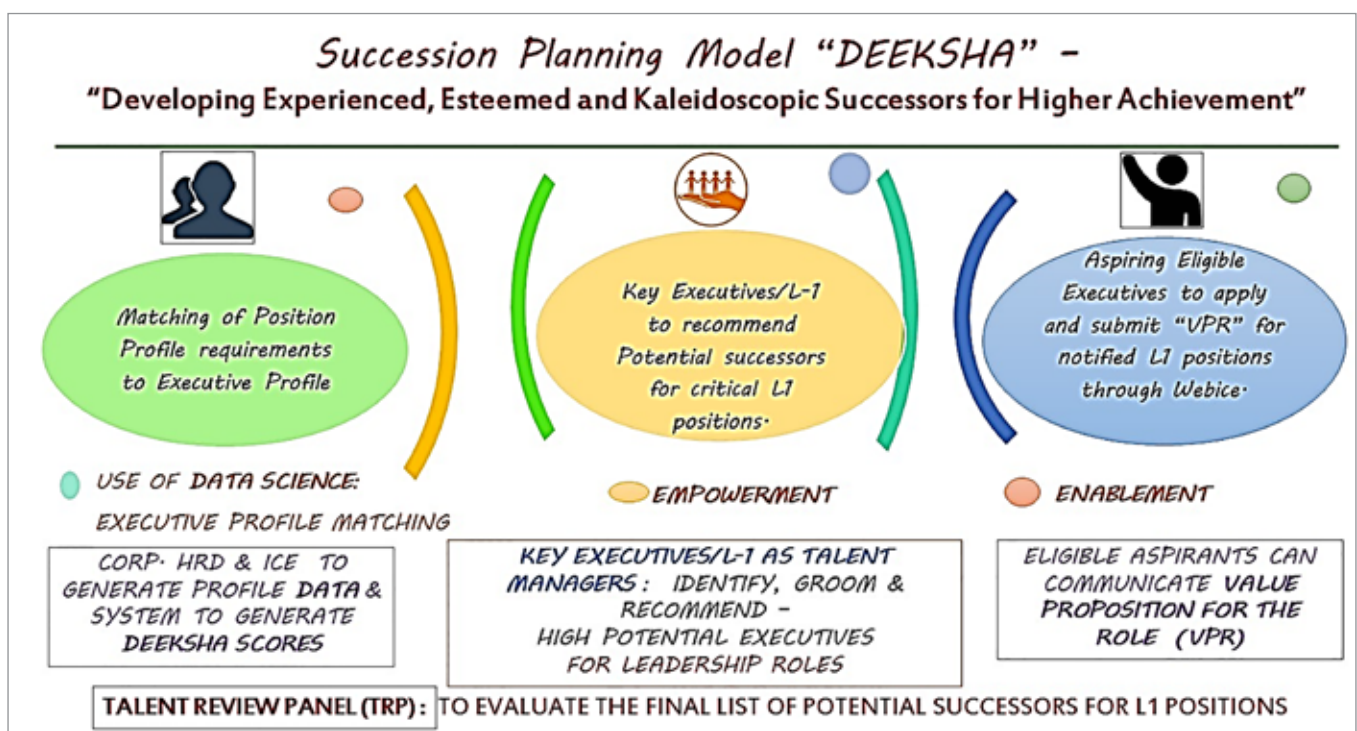 Succession Planning Model “DEEKSHA” –
“Developing Experienced, Esteemed and Kaleidoscopic Successors for Higher Achievement”
Matching of Position
Profile requirements
to Executive Profile
Key Executives/L-1
to recommend
Potential successors
for critical L1
positions.
Aspiring Eligible
Executives to apply
and submit “VPR” for
notified L1 positions
through Webice.
USE OF DATA SCIENCE:
EXECUTIVE PROFILE MATCHING
EMPOWERMENT
ENABLEMENT
CORP. HRD & ICE TO
GENERATE PROFILE DATA &
SYSTEM TO GENERATE
DEEKSHA SCORES
KEY EXECUTIVES/L-1 AS TALENT
MANAGERS : IDENTIFY, GROOM &
RECOMMEND –
HIGH POTENTIAL EXECUTIVES
FOR LEADERSHIP ROLES
ELIGIBLE ASPIRANTS CAN
COMMUNICATE VALUE
PROPOSITION FOR THE
ROLE (VPR)
TALENT REVIEW PANEL (TRP) : TO EVALUATE THE FINAL LIST OF POTENTIAL SUCCESSORS FOR L1 POSITIONS